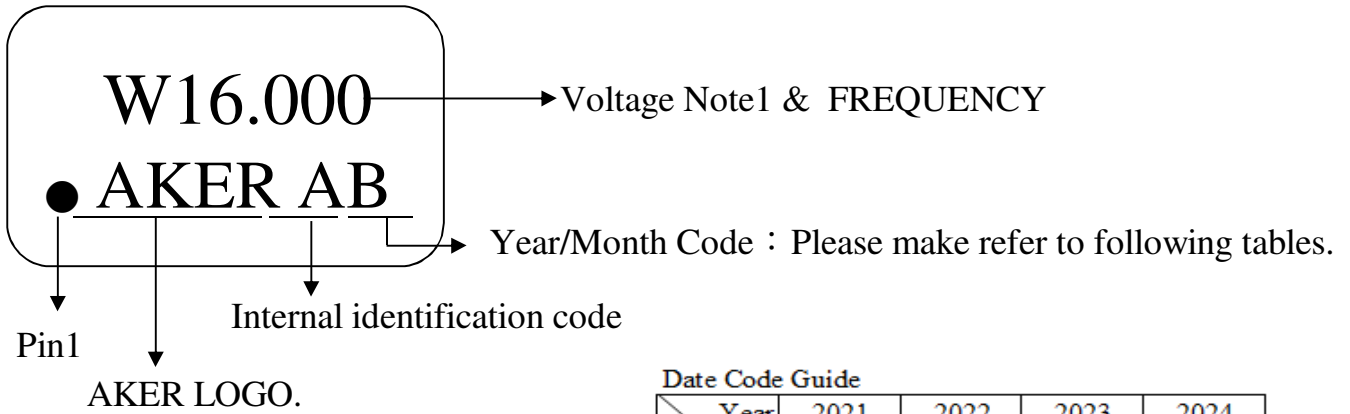 W16.000
Voltage Note1 & FREQUENCY
● AKER AB
Year/Month Code：Please make refer to following tables.
Internal identification code
Pin1
AKER LOGO.
Date Code Guide
Year 2021 2022 2023 2024